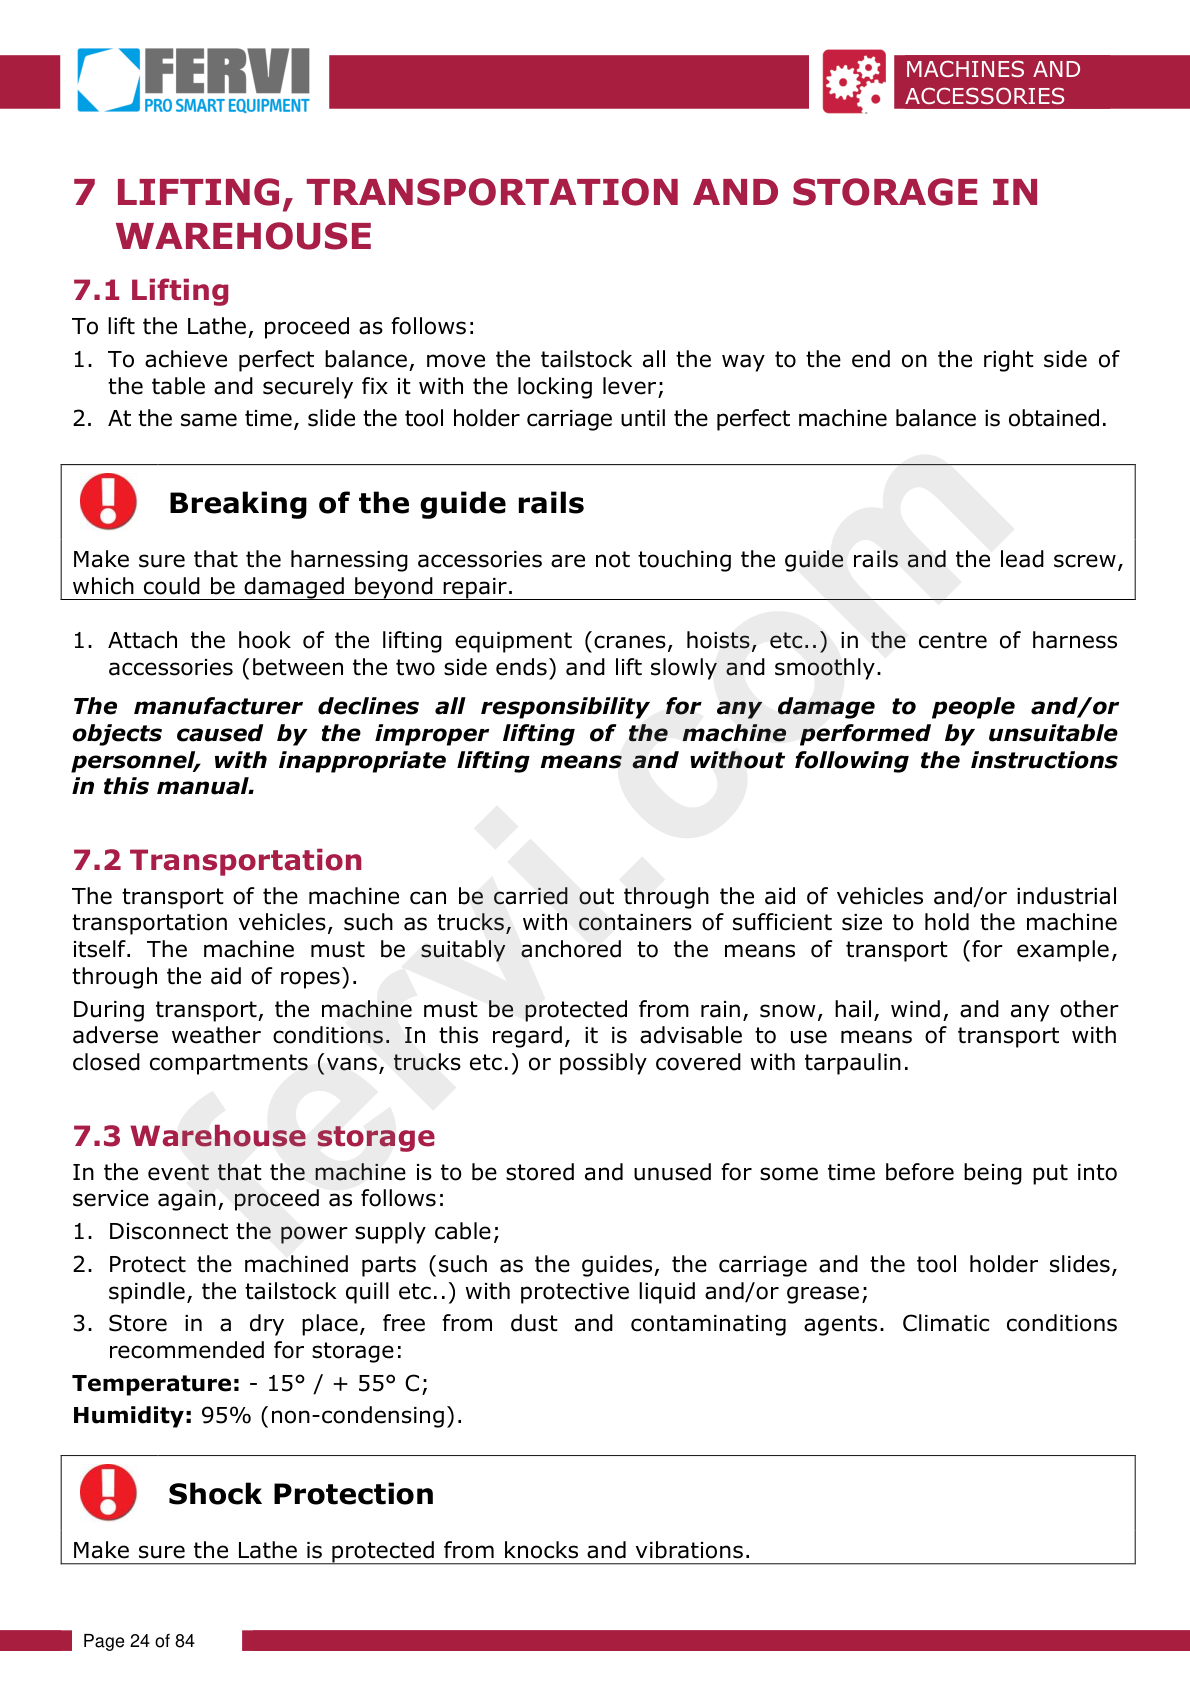 FERVI
PRO SMART EQUIPMENT
MACHINES AND
ACCESSORIES
7 LIFTING, TRANSPORTATION AND STORAGE IN
WAREHOUSE
7.1 Lifting
To lift the Lathe, proceed as follows:
1. To achieve perfect balance, move the tailstock all the way to the end on the right side of
the table and securely fix it with the locking lever;
2. At the same time, slide the tool holder carriage until the perfect machine balance is obtained.
Breaking of the guide rails
Make sure that the harnessing accessories are not touching the guide rails and the lead screw,
which could be damaged beyond repair.
1. Attach the hook of the lifting equipment (cranes, hoists, etc..) in the centre of harness
accessories (between the two side ends) and lift slowly and smoothly.
The manufacturer declines all responsibility for any damage to people and/or
objects caused by the improper lifting of the machine performed by unsuitable
personnel, with inappropriate lifting means and without following the instructions
in this manual.
7.2 Transportation
The transport of the machine can be carried out through the aid of vehicles and/or industrial
transportation vehicles, such as trucks, with containers of sufficient size to hold the machine
itself. The machine must be suitably anchored to the means of transport (for example,
through the aid of ropes).
During transport, the machine must be protected from rain, snow, hail, wind, and any other
adverse weather conditions. In this regard, it is advisable to use means of transport with
closed compartments (vans, trucks etc.) or possibly covered with tarpaulin.
7.3 Warehouse storage
In the event that the machine is to be stored and unused for some time before being put into
service again, proceed as follows:
1. Disconnect the power supply cable;
2. Protect the machined parts (such as the guides, the carriage and the tool holder slides,
spindle, the tailstock quill etc..) with protective liquid and/or grease;
3. Store in a dry place, free from dust and contaminating agents. Climatic conditions
recommended for storage:
Temperature: - 15° / + 55° C;
Humidity: 95% (non-condensing).
Shock Protection
Make sure the Lathe is protected from knocks and vibrations.
Page 24 of 84
fervi.com